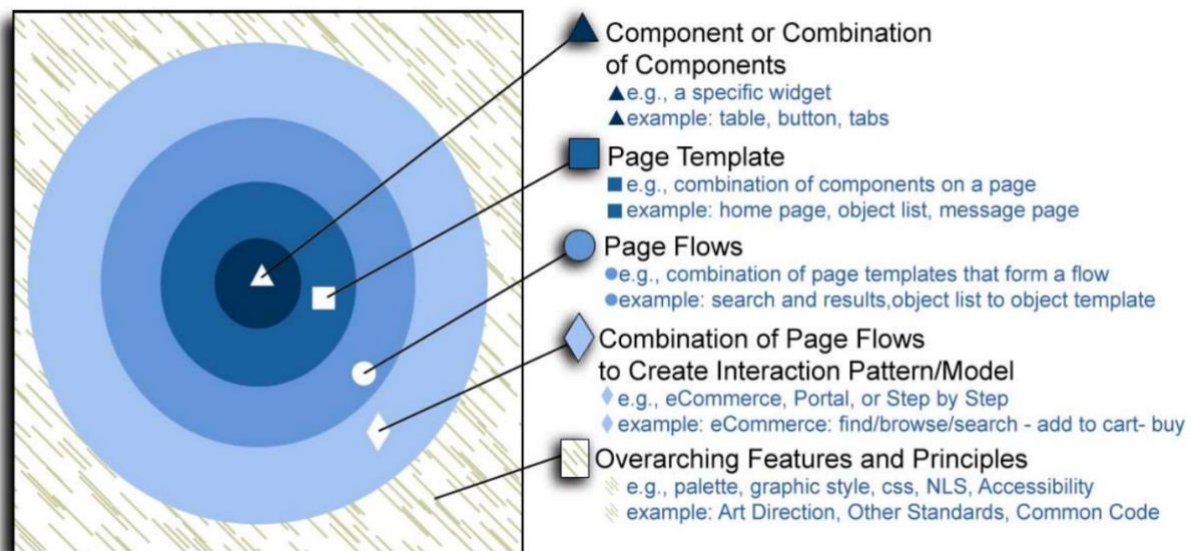 Component or Combination
of Components
e.g., a specific widget
example: table, button, tabs
Page Template
e.g., combination of components on a page
example: home page, object list, message page
Page Flows
e.g., combination of page templates that form a flow
example: search and results,object list to object template
Combination of Page Flows
to Create Interaction Pattern/Model
e.g., eCommerce, Portal, or Step by Step
example: eCommerce: find/browse/search - add to cart- buy
Overarching Features and Principles
e.g., palette, graphic style, css, NLS, Accessibility
example: Art Direction, Other Standards, Common Code